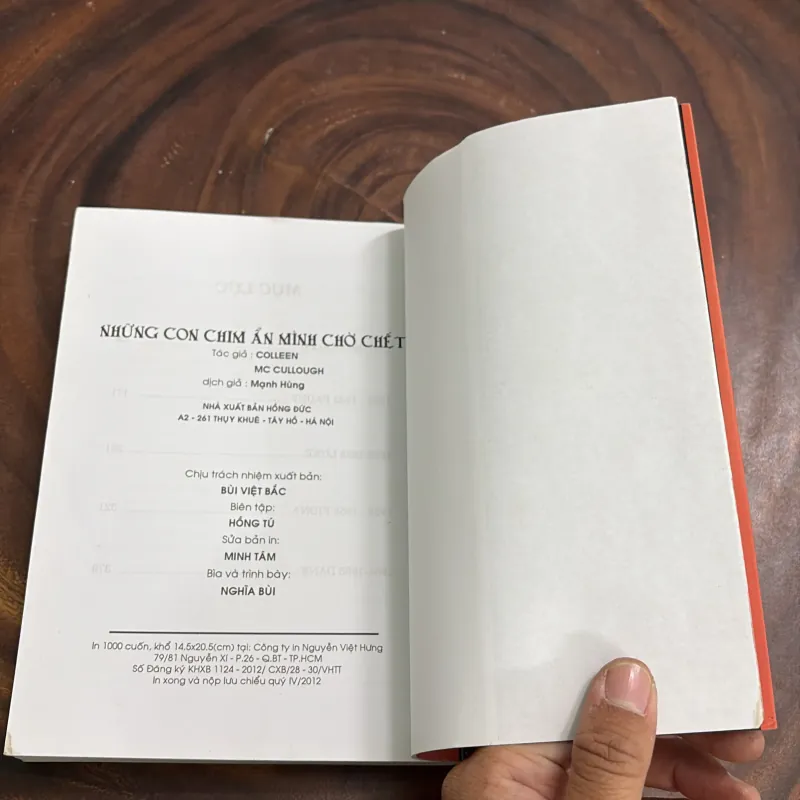 NHỮNG CON CHIM ẨN MÌNH CHỜ CHẾT
Tác giả : COLLEEN
MC CULLOUGH
dịch giả : Mạnh Hùng
NHÀ XUẤT BẢN HỒNG ĐỨC
A2 - 261 THỤY KHUÊ - TÂY HỒ - HÀ NỘI
Chịu trách nhiệm xuất bản:
BÙI VIỆT BẮC
Biên tập:
HỒNG TÚ
Sửa bản in:
MINH TÂM
Bìa và trình bày:
NGHĨA BÙI
In 1000 cuốn, khổ 14,5x20.5(cm) tại: Công ty in Nguyễn Việt Hưng
79/81 Nguyễn Xí - P.26 - Q.BT - TP.HCM
Số Đăng ký KHXB 1124 - 2012/ CXB/28 - 30/VHTT
In xong và nộp lưu chiểu quý IV/2012